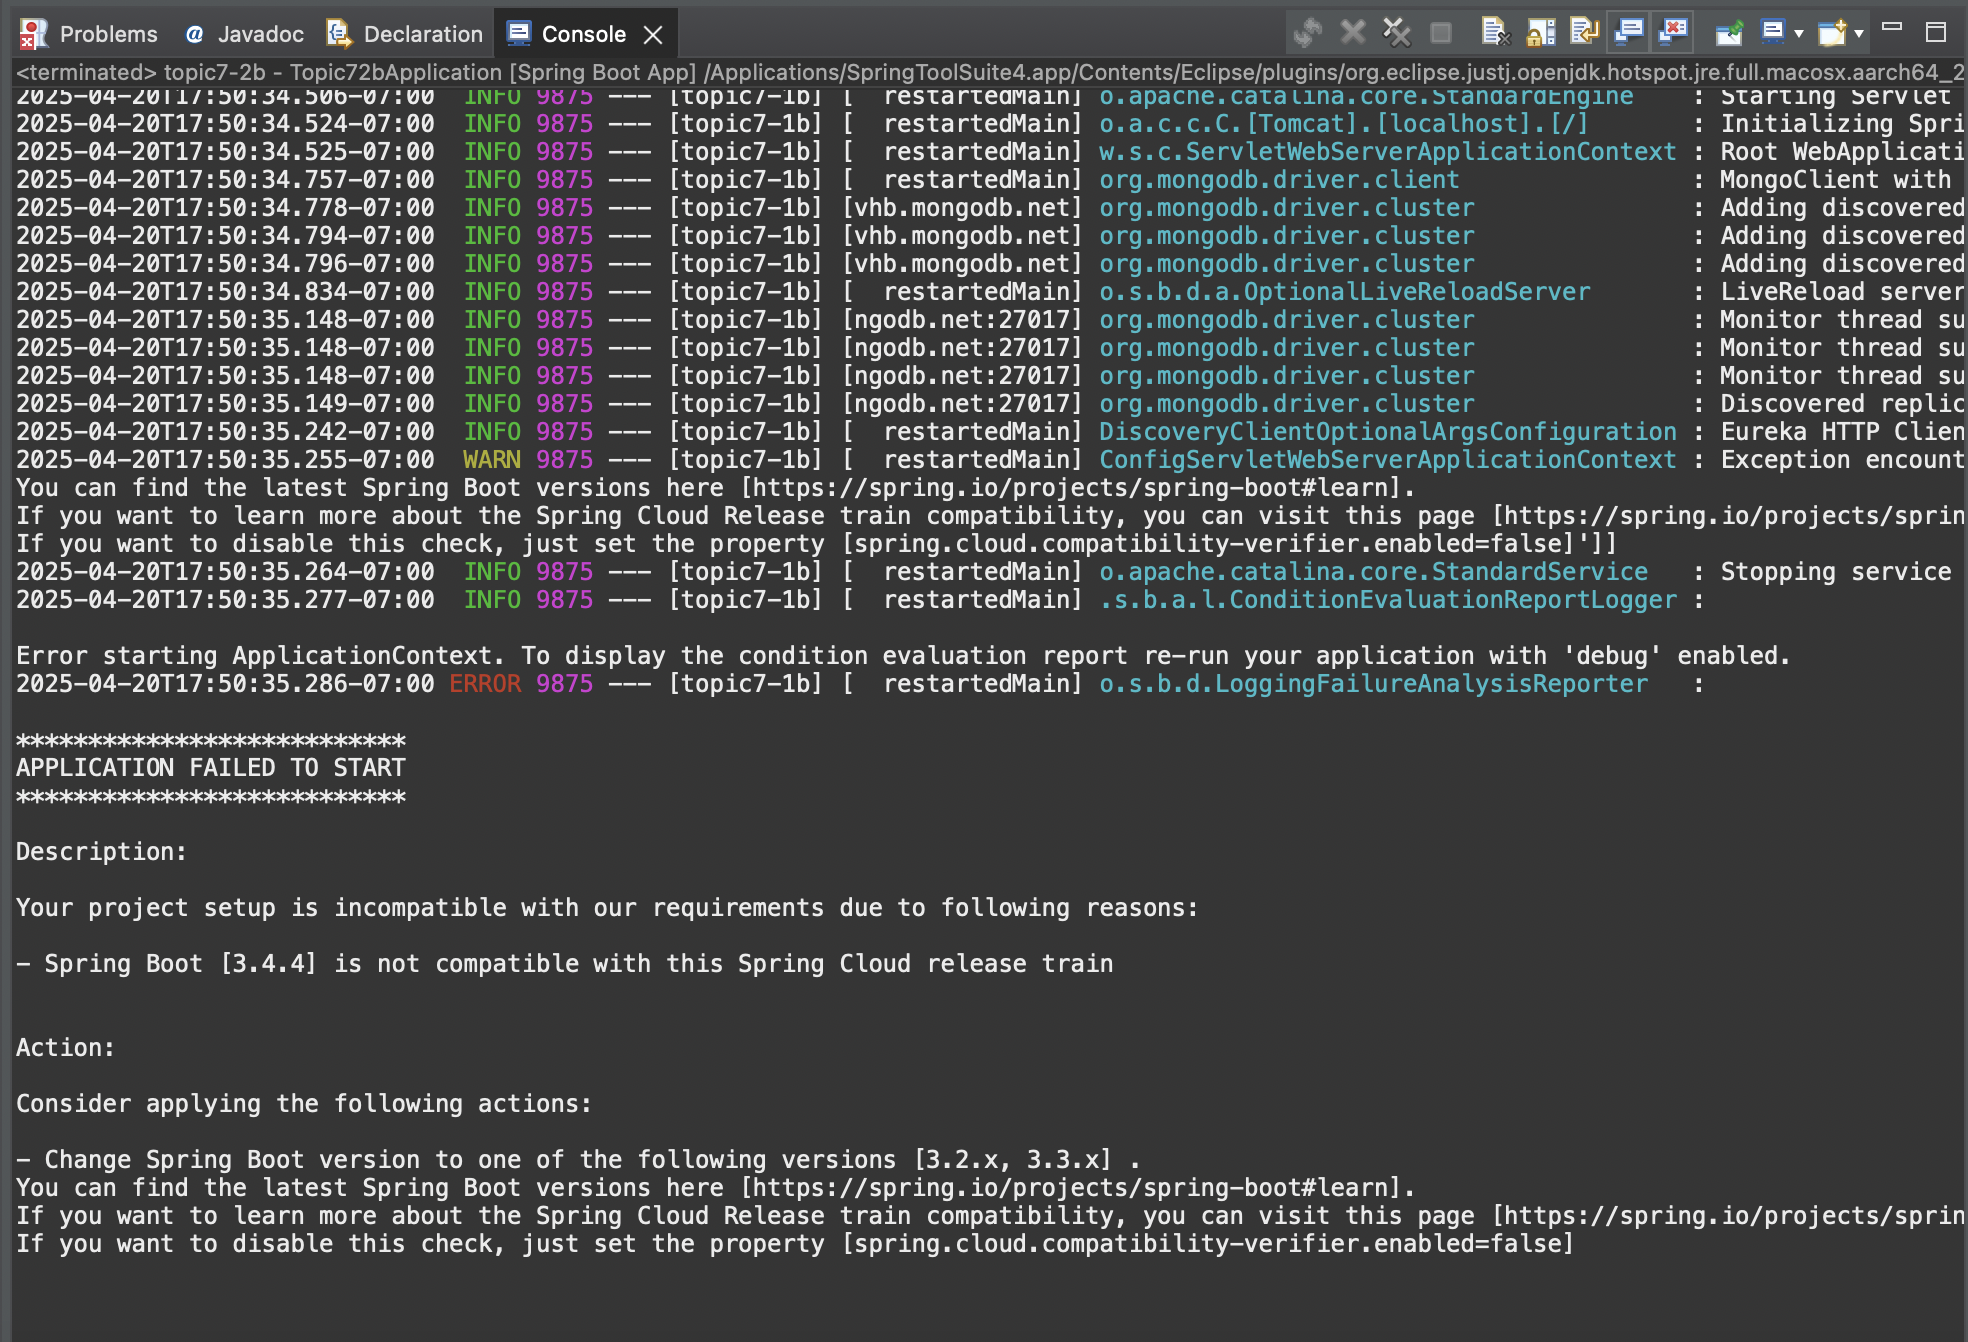 Problems @ Javadoc Declaration Console
<terminated> topic7-2b - Topic72bApplication [Spring Boot App] /Applications/SpringToolSuite4.app/Contents/Eclipse/plugins/org.eclipse.justj.openjdk.hotspot.jre.full.macosx.aarch64_2
2025-04-20T17:50:34.506-07:00  INFO 9875 --- [topic7-1b] [  restartedMain] o.apache.catalina.core.StandardEngine    : Starting Servlet
2025-04-20T17:50:34.524-07:00  INFO 9875 --- [topic7-1b] [  restartedMain] o.a.c.c.C.[Tomcat].[localhost].[/]       : Initializing Spri
2025-04-20T17:50:34.525-07:00  INFO 9875 --- [topic7-1b] [  restartedMain] w.s.c.ServletWebServerApplicationContext : Root WebApplicati
2025-04-20T17:50:34.757-07:00  INFO 9875 --- [topic7-1b] [  restartedMain] org.mongodb.driver.client                : MongoClient with
2025-04-20T17:50:34.778-07:00  INFO 9875 --- [topic7-1b] [vhb.mongodb.net] org.mongodb.driver.cluster               : Adding discovered
2025-04-20T17:50:34.794-07:00  INFO 9875 --- [topic7-1b] [vhb.mongodb.net] org.mongodb.driver.cluster               : Adding discovered
2025-04-20T17:50:34.796-07:00  INFO 9875 --- [topic7-1b] [vhb.mongodb.net] org.mongodb.driver.cluster               : Adding discovered
2025-04-20T17:50:34.834-07:00  INFO 9875 --- [topic7-1b] [  restartedMain] o.s.b.d.a.OptionalLiveReloadServer       : LiveReload server
2025-04-20T17:50:35.148-07:00  INFO 9875 --- [topic7-1b] [ngodb.net:27017] org.mongodb.driver.cluster               : Monitor thread su
2025-04-20T17:50:35.148-07:00  INFO 9875 --- [topic7-1b] [ngodb.net:27017] org.mongodb.driver.cluster               : Monitor thread su
2025-04-20T17:50:35.148-07:00  INFO 9875 --- [topic7-1b] [ngodb.net:27017] org.mongodb.driver.cluster               : Monitor thread su
2025-04-20T17:50:35.149-07:00  INFO 9875 --- [topic7-1b] [ngodb.net:27017] org.mongodb.driver.cluster               : Discovered replic
2025-04-20T17:50:35.242-07:00  INFO 9875 --- [topic7-1b] [  restartedMain] DiscoveryClientOptionalArgsConfiguration : Eureka HTTP Clien
2025-04-20T17:50:35.255-07:00  WARN 9875 --- [topic7-1b] [  restartedMain] ConfigServletWebServerApplicationContext : Exception encount
You can find the latest Spring Boot versions here [https://spring.io/projects/spring-boot#learn].
If you want to learn more about the Spring Cloud Release train compatibility, you can visit this page [https://spring.io/projects/sprin
If you want to disable this check, just set the property [spring.cloud.compatibility-verifier.enabled=false]']]
2025-04-20T17:50:35.264-07:00  INFO 9875 --- [topic7-1b] [  restartedMain] o.apache.catalina.core.StandardService   : Stopping service
2025-04-20T17:50:35.277-07:00  INFO 9875 --- [topic7-1b] [  restartedMain] .s.b.a.l.ConditionEvaluationReportLogger :
Error starting ApplicationContext. To display the condition evaluation report re-run your application with 'debug' enabled.
2025-04-20T17:50:35.286-07:00 ERROR 9875 --- [topic7-1b] [  restartedMain] o.s.b.d.LoggingFailureAnalysisReporter   :
***************************
APPLICATION FAILED TO START
***************************
Description:
Your project setup is incompatible with our requirements due to following reasons:
- Spring Boot [3.4.4] is not compatible with this Spring Cloud release train
Action:
Consider applying the following actions:
- Change Spring Boot version to one of the following versions [3.2.x, 3.3.x] .
You can find the latest Spring Boot versions here [https://spring.io/projects/spring-boot#learn].
If you want to learn more about the Spring Cloud Release train compatibility, you can visit this page [https://spring.io/projects/sprin
If you want to disable this check, just set the property [spring.cloud.compatibility-verifier.enabled=false]